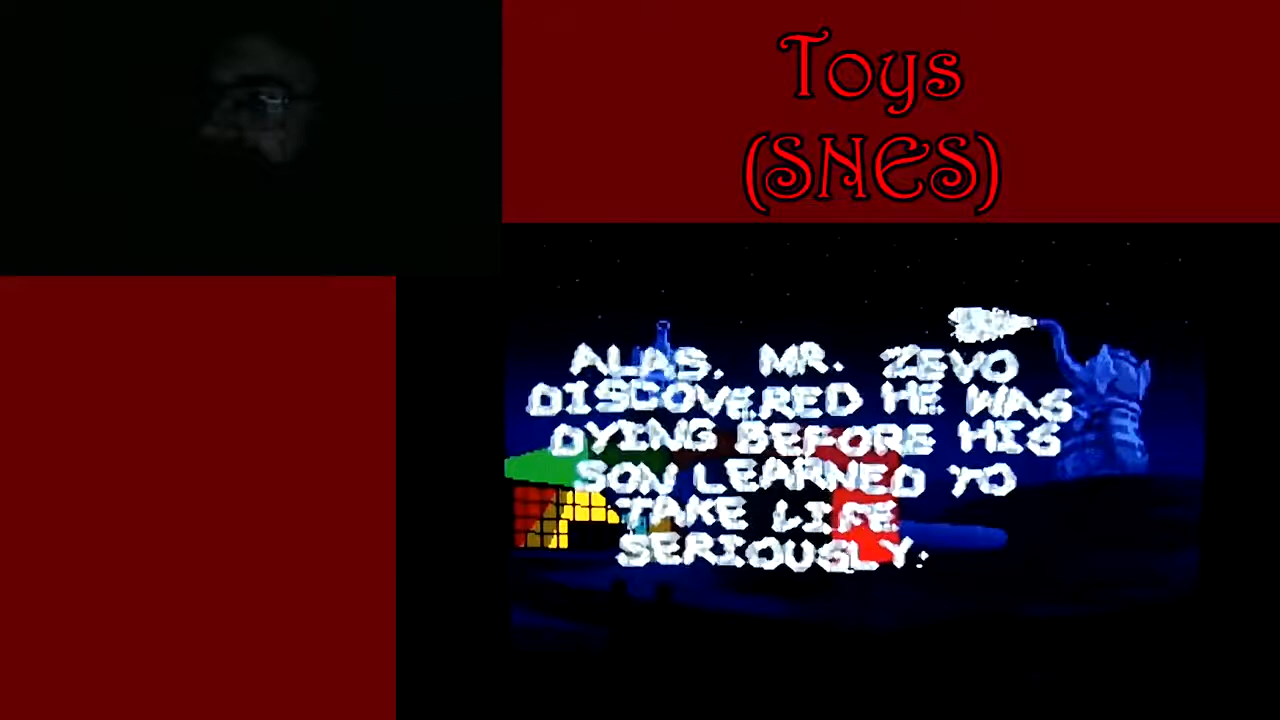 Toys
(SNES)
ALAS, MR. ZEVO
DISCOVERED HE WAS
DYING BEFORE HIS
SON LEARNED TO
TAKE LIFE
SERIOUSLY.